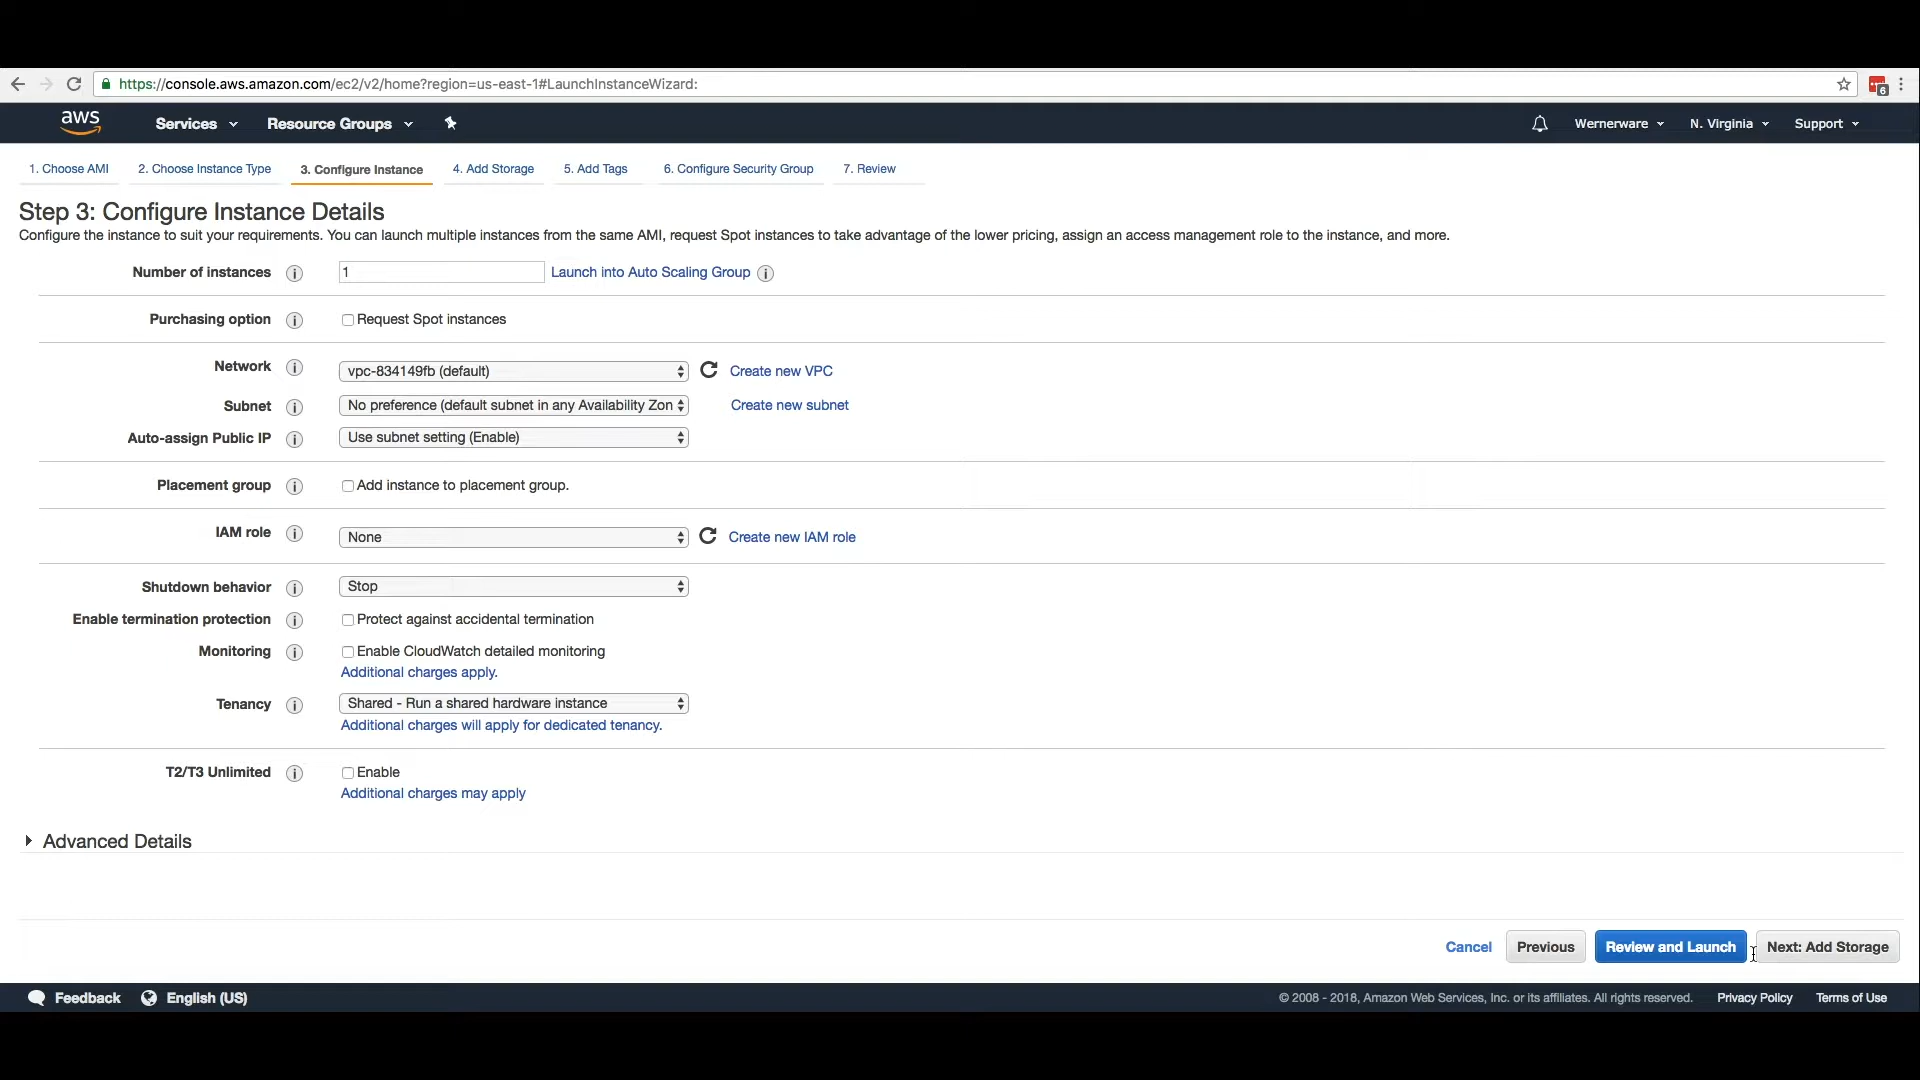 https://console.aws.amazon.com/ec2/v2/home?region=us-east-1#LaunchInstanceWizard:
6
aws Services Resource Groups Wernerware N. Virginia Support
1. Choose AMI 2. Choose Instance Type 3. Configure Instance 4. Add Storage 5. Add Tags 6. Configure Security Group 7. Review
Step 3: Configure Instance Details
Configure the instance to suit your requirements. You can launch multiple instances from the same AMI, request Spot instances to take advantage of the lower pricing, assign an access management role to the instance, and more.
Number of instances i 1 Launch into Auto Scaling Group i
Purchasing option i Request Spot instances
Network i vpc-834149fb (default) Create new VPC
Subnet i No preference (default subnet in any Availability Zon Create new subnet
Auto-assign Public IP i Use subnet setting (Enable)
Placement group i Add instance to placement group.
IAM role i None Create new IAM role
Shutdown behavior i Stop
Enable termination protection i Protect against accidental termination
Monitoring i Enable CloudWatch detailed monitoring
Additional charges apply.
Tenancy i Shared - Run a shared hardware instance
Additional charges will apply for dedicated tenancy.
T2/T3 Unlimited i Enable
Additional charges may apply
Advanced Details
Cancel Previous Review and Launch Next: Add Storage
Feedback English (US) © 2008 - 2018, Amazon Web Services, Inc. or its affiliates. All rights reserved. Privacy Policy Terms of Use